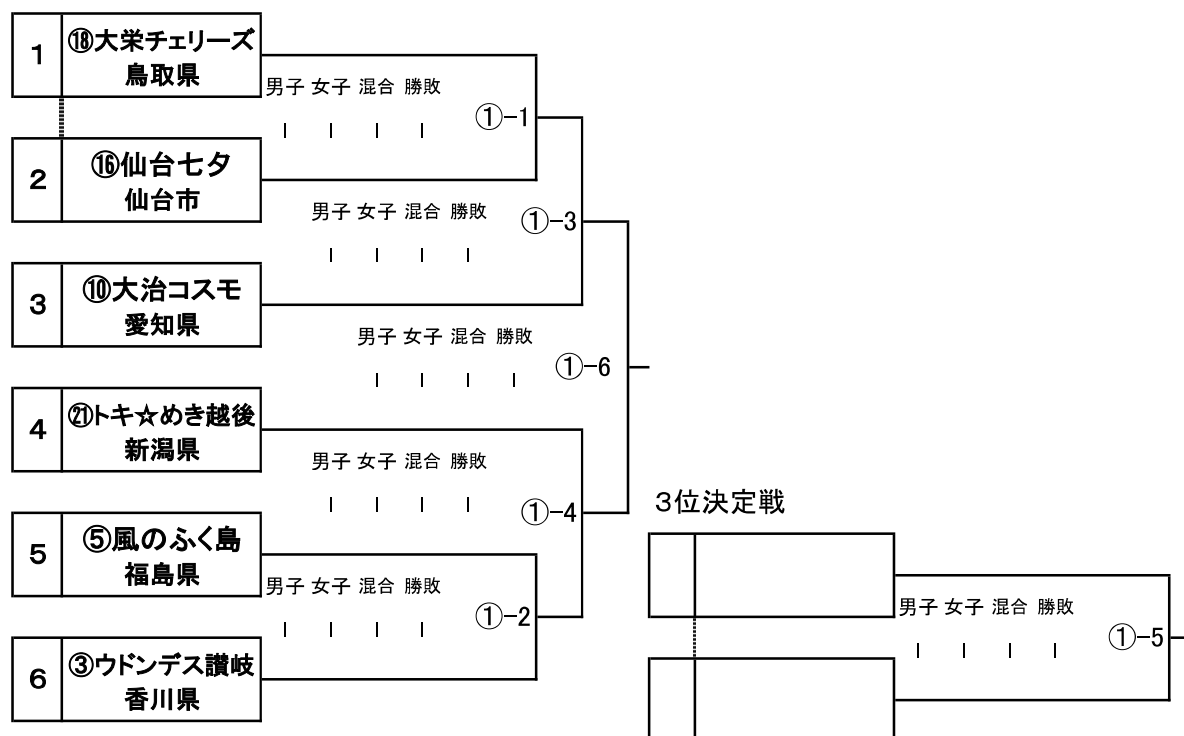 1 ⑱大栄チェリーズ
鳥取県
男子 女子 混合 勝敗
| | | |
①-1
2 ⑯仙台七夕
仙台市
男子 女子 混合 勝敗
| | | |
①-3
3 ⑩大治コスモ
愛知県
男子 女子 混合 勝敗
| | | |
①-6
4 ㉑トキ☆めき越後
新潟県
男子 女子 混合 勝敗
| | | |
①-4
5 ⑤風のふく島
福島県
男子 女子 混合 勝敗
| | | |
①-2
6 ③ウドンデス讃岐
香川県
3位決定戦
男子 女子 混合 勝敗
| | | |
①-5